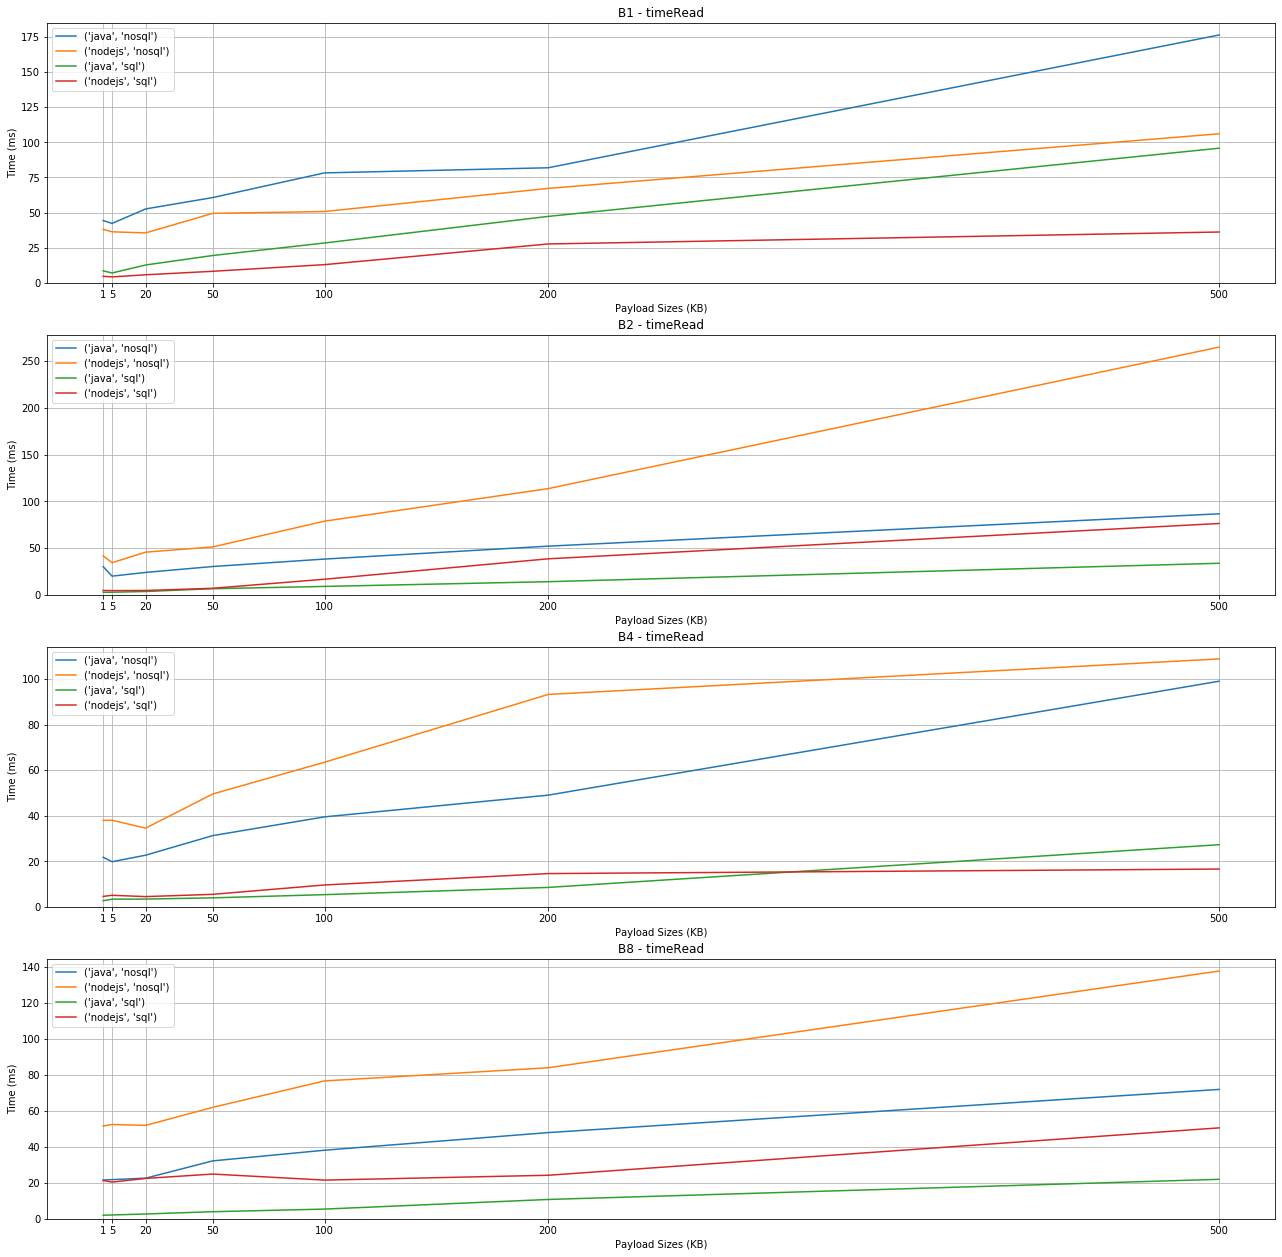 B1 - timeRead
('java', 'nosql')
('nodejs', 'nosql')
('java', 'sql')
('nodejs', 'sql')
175
150
125
100
75
50
25
0
Time (ms)
1 5 20 50 100 200 500
Payload Sizes (KB)
B2 - timeRead
('java', 'nosql')
('nodejs', 'nosql')
('java', 'sql')
('nodejs', 'sql')
250
200
150
100
50
0
Time (ms)
1 5 20 50 100 200 500
Payload Sizes (KB)
B4 - timeRead
('java', 'nosql')
('nodejs', 'nosql')
('java', 'sql')
('nodejs', 'sql')
100
80
60
40
20
0
Time (ms)
1 5 20 50 100 200 500
Payload Sizes (KB)
B8 - timeRead
('java', 'nosql')
('nodejs', 'nosql')
('java', 'sql')
('nodejs', 'sql')
140
120
100
80
60
40
20
0
Time (ms)
1 5 20 50 100 200 500
Payload Sizes (KB)